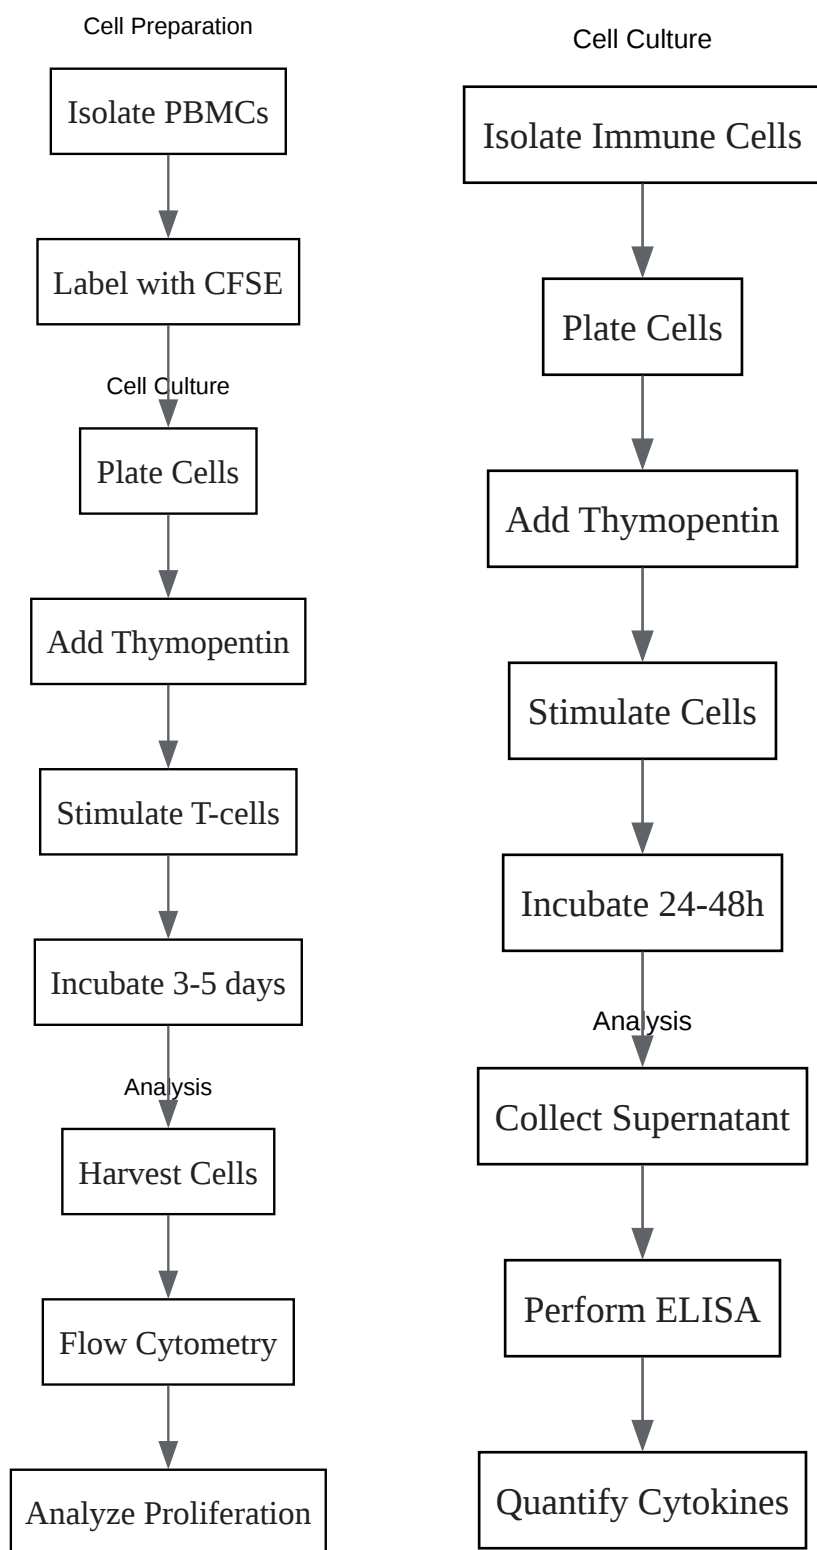 Cell Preparation
Isolate PBMCs
Label with CFSE
Cell Culture
Plate Cells
Add Thymopentin
Stimulate T-cells
Incubate 3-5 days
Analysis
Harvest Cells
Flow Cytometry
Analyze Proliferation
Cell Culture
Isolate Immune Cells
Plate Cells
Add Thymopentin
Stimulate Cells
Incubate 24-48h
Analysis
Collect Supernatant
Perform ELISA
Quantify Cytokines